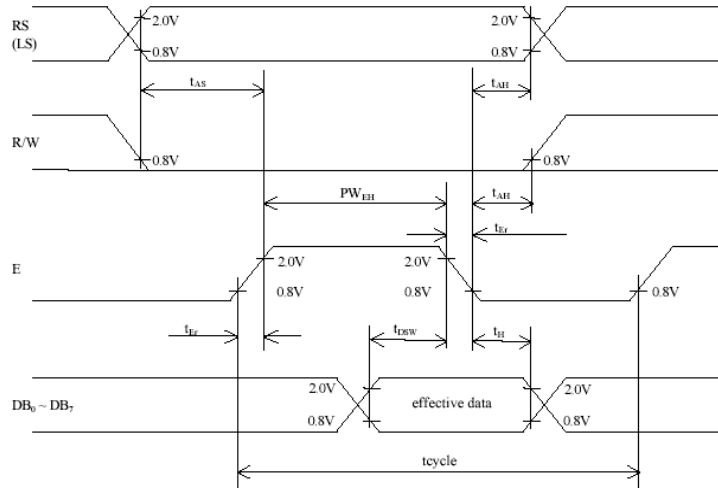 RS
(LS)
2.0V
0.8V
2.0V
0.8V
tAS
tAH
R/W
0.8V
0.8V
PWEH
tAH
tEf
E
2.0V
2.0V
0.8V
0.8V
0.8V
tEr
tDSW
tH
DB0 ~ DB7
2.0V
effective data
2.0V
0.8V
0.8V
tcycle